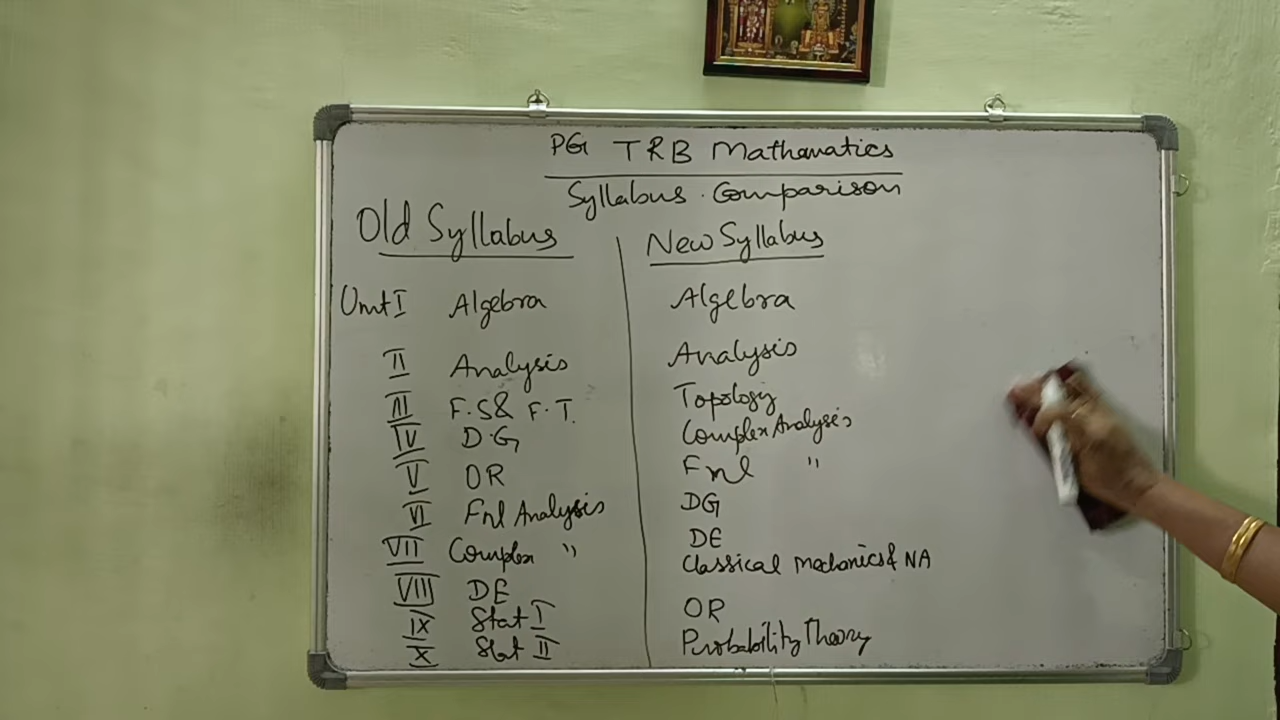 PG TRB Mathematics
Syllabus Comparison
Old Syllabus New Syllabus
Unit I Algebra Algebra
II Analysis Analysis
III F.S & F.T. Topology
IV D.G Complex Analysis
V OR Fnl "
VI Fnl Analysis DG
VII Complex " DE
VIII DE Classical Mechanics & NA
IX Stat I OR
X Stat II Probability Theory